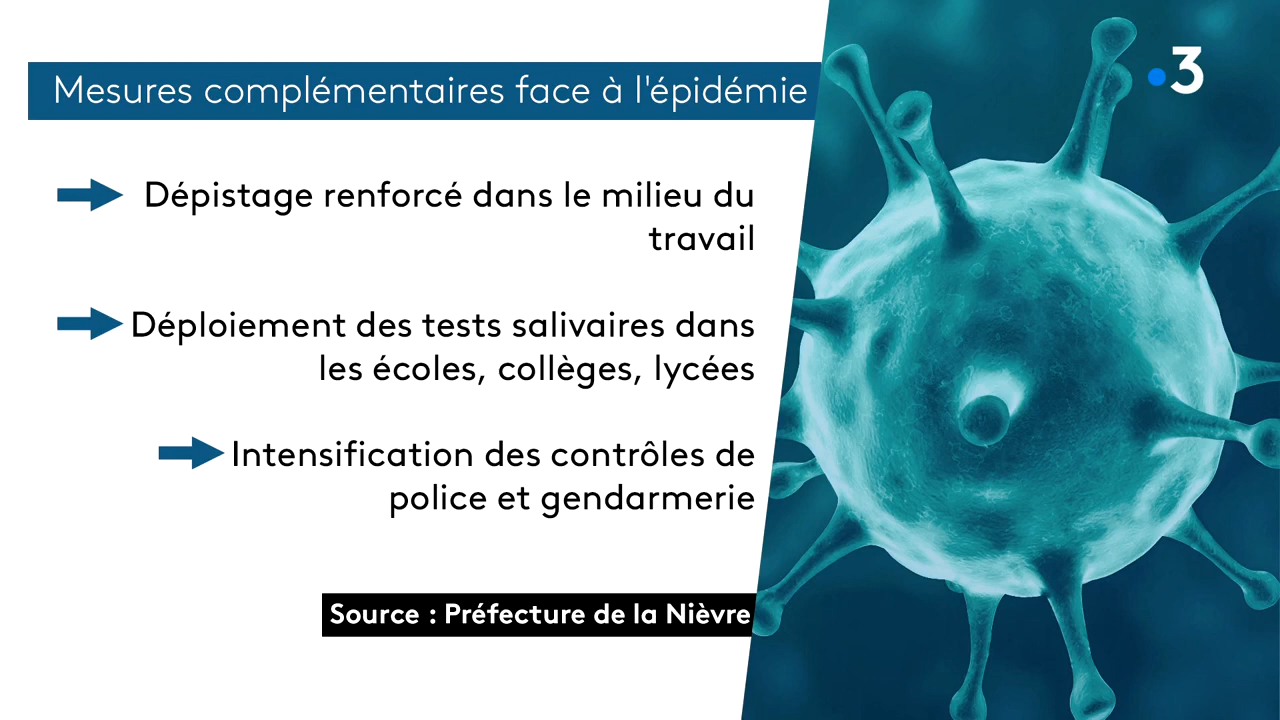 Mesures complémentaires face à l'épidémie
3
Dépistage renforcé dans le milieu du
travail
Déploiement des tests salivaires dans
les écoles, collèges, lycées
Intensification des contrôles de
police et gendarmerie
Source : Préfecture de la Nièvre